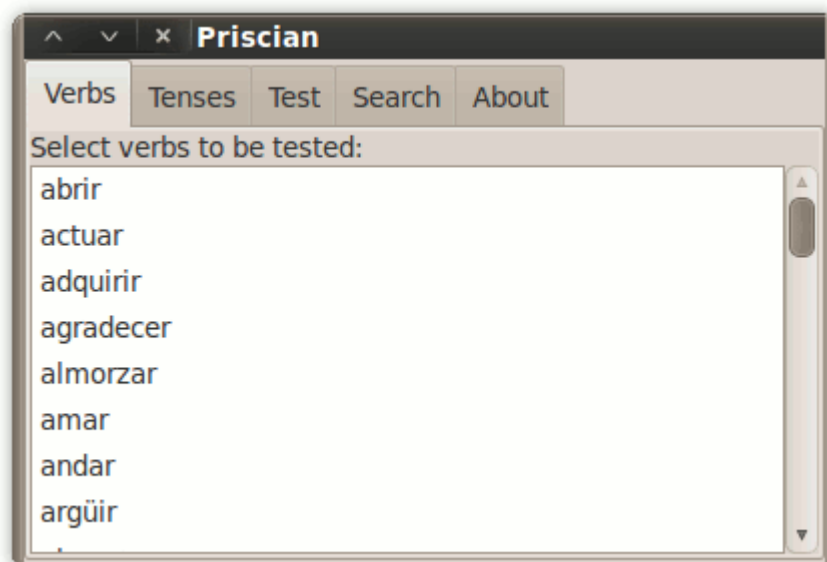 Priscian
Verbs Tenses Test Search About
Select verbs to be tested:
abrir
actuar
adquirir
agradecer
almorzar
amar
andar
argüir